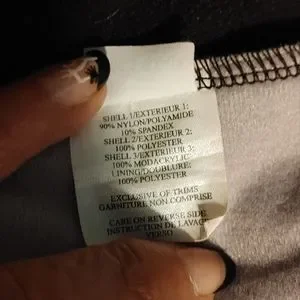 SHELL 1/EXTERIEUR 1:
90% NYLON/POLYAMIDE
10% SPANDEX
SHELL 2/EXTERIEUR 2:
100% POLYESTER
SHELL 3/EXTERIEUR 3:
100% MODACRYLIC
LINING/DOUBLURE:
100% POLYESTER
EXCLUSIVE OF TRIMS
GARNITURE NON COMPRISE
CARE ON REVERSE SIDE
INSTRUCTION DE LAVAGE
VERSO